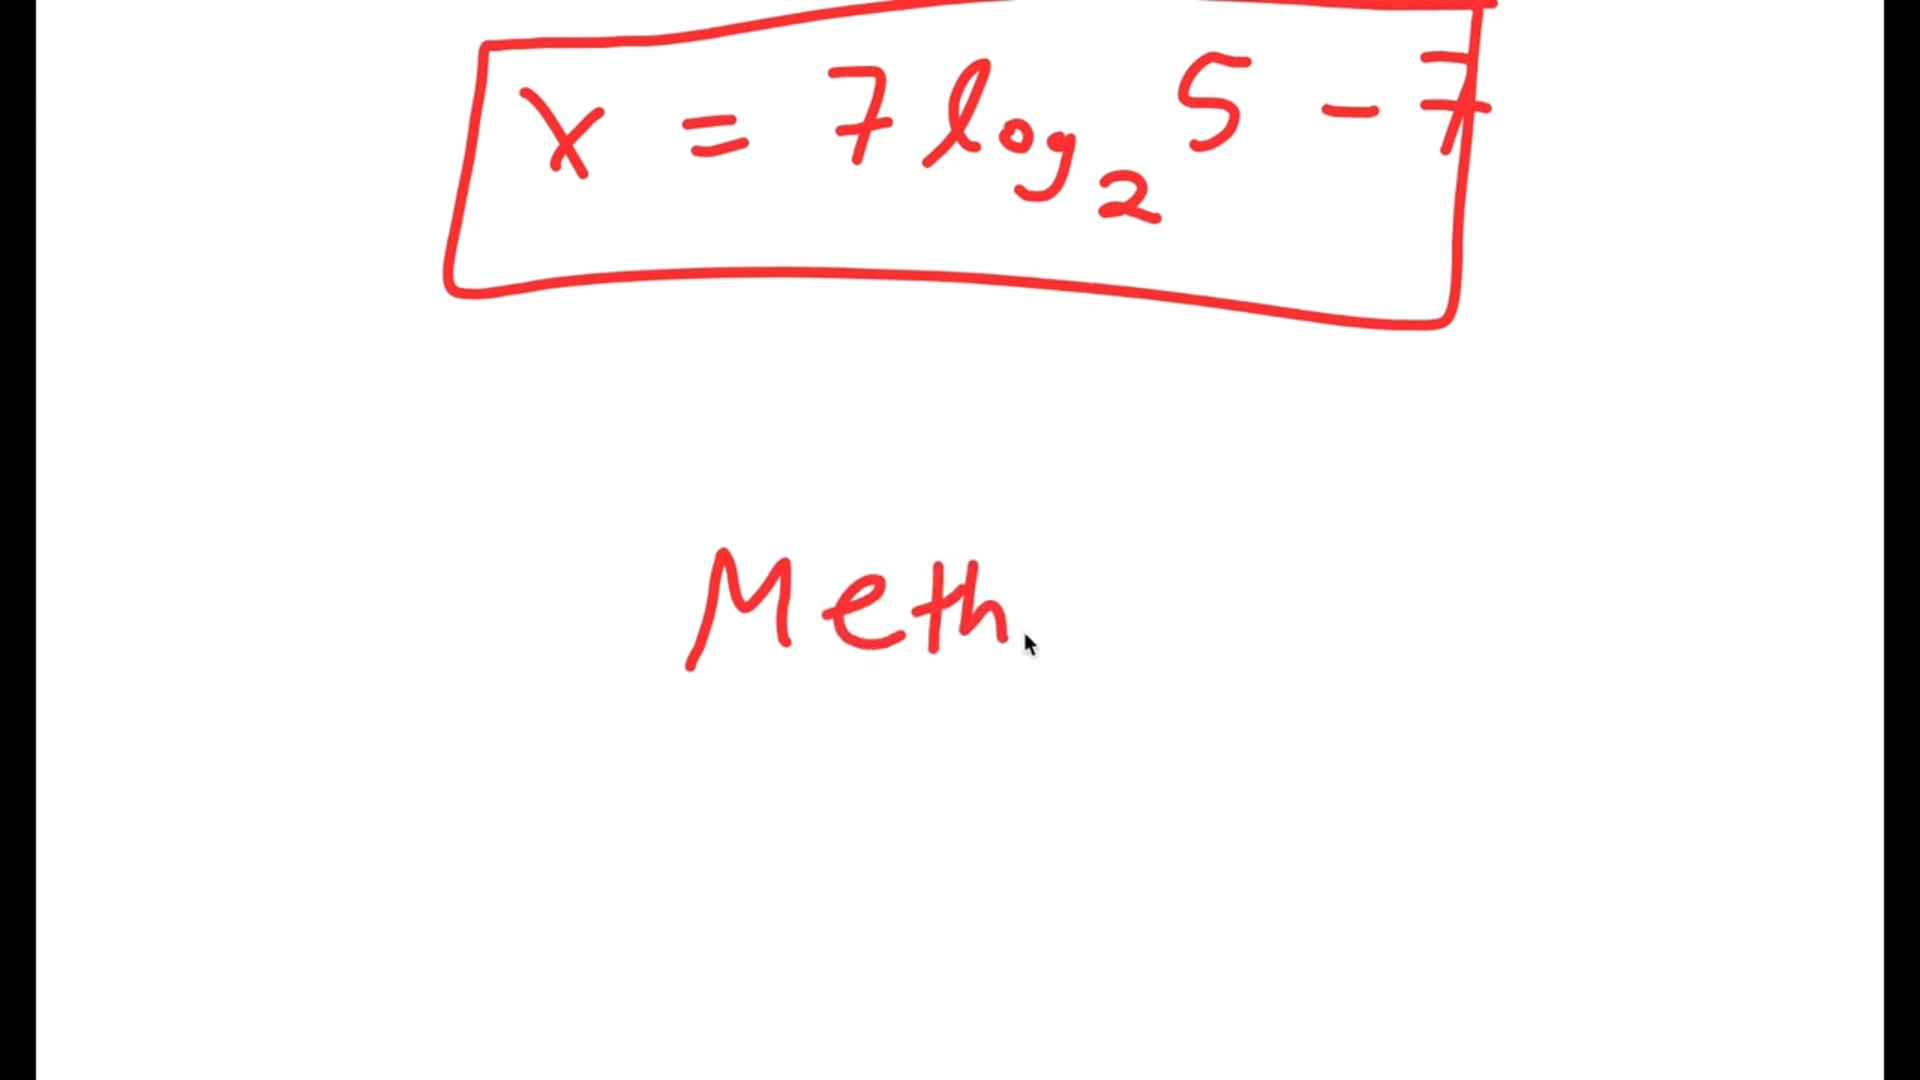 x = 7 log₂ 5 - 7
Meth